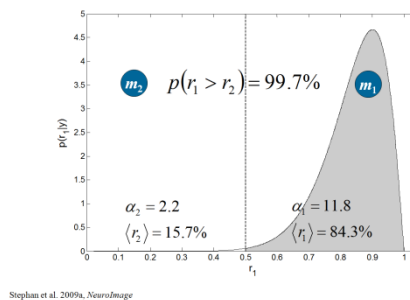 5
4.5
4
3.5
3
2.5
2
1.5
1
0.5
0
p(r₁|y)
m₂ p(r₁ > r₂) = 99.7% m₁
α₂ = 2.2 α₁ = 11.8
⟨r₂⟩ = 15.7% ⟨r₁⟩ = 84.3%
0 0.1 0.2 0.3 0.4 0.5 0.6 0.7 0.8 0.9 1
r₁
Stephan et al. 2009a, NeuroImage